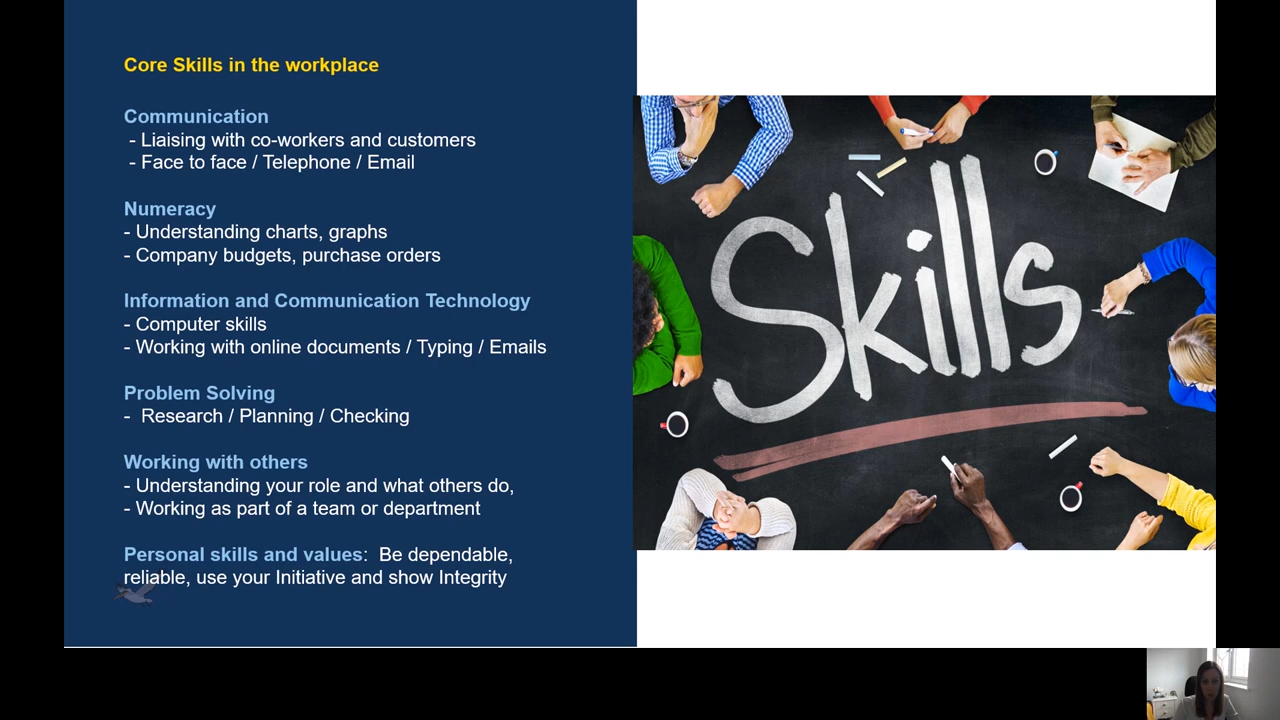 Core Skills in the workplace
Communication
- Liaising with co-workers and customers
- Face to face / Telephone / Email
Numeracy
- Understanding charts, graphs
- Company budgets, purchase orders
Information and Communication Technology
- Computer skills
- Working with online documents / Typing / Emails
Problem Solving
- Research / Planning / Checking
Working with others
- Understanding your role and what others do,
- Working as part of a team or department
Personal skills and values: Be dependable,
reliable, use your Initiative and show Integrity
Skills